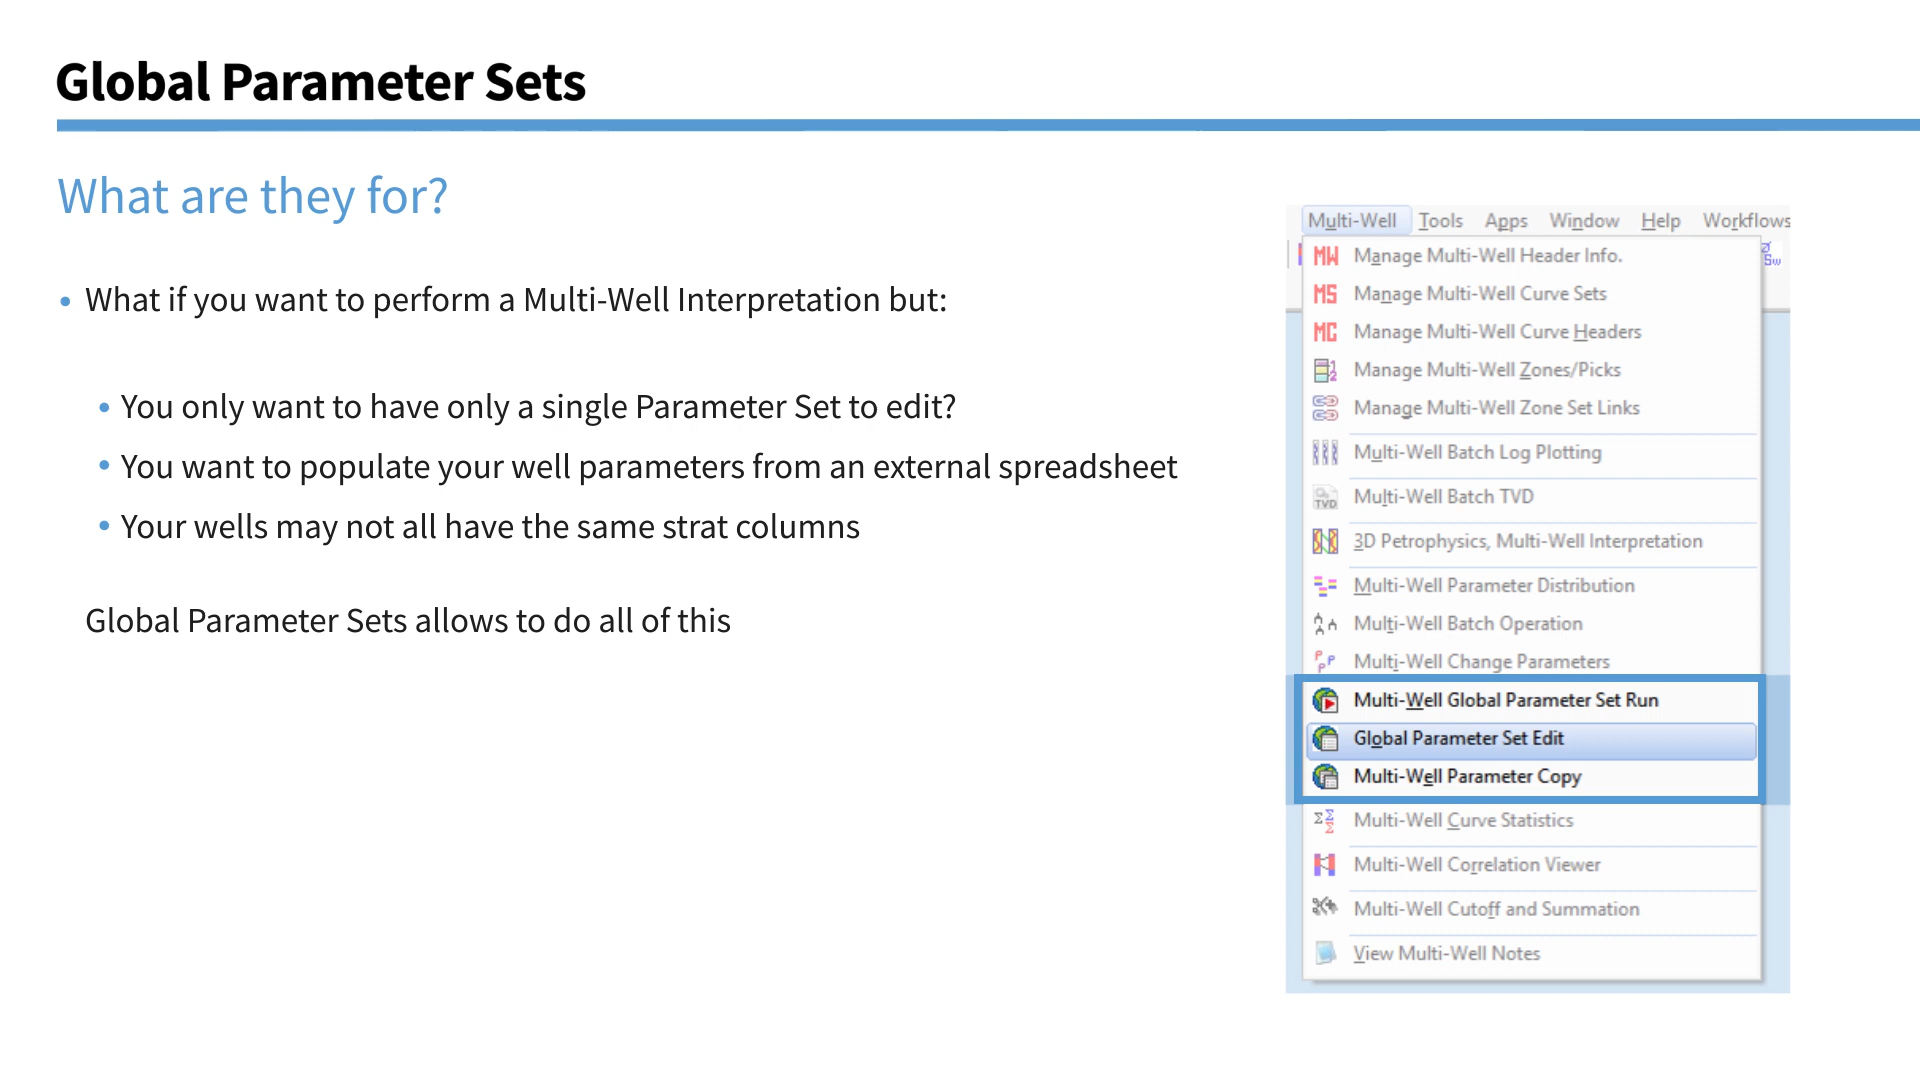 Global Parameter Sets
What are they for?
• What if you want to perform a Multi-Well Interpretation but:
• You only want to have only a single Parameter Set to edit?
• You want to populate your well parameters from an external spreadsheet
• Your wells may not all have the same strat columns
Global Parameter Sets allows to do all of this
Multi-Well Tools Apps Window Help Workflows
MW Manage Multi-Well Header Info.
MS Manage Multi-Well Curve Sets
MC Manage Multi-Well Curve Headers
Manage Multi-Well Zones/Picks
Manage Multi-Well Zone Set Links
Multi-Well Batch Log Plotting
TVD Multi-Well Batch TVD
3D Petrophysics, Multi-Well Interpretation
Multi-Well Parameter Distribution
Multi-Well Batch Operation
Multi-Well Change Parameters
Multi-Well Global Parameter Set Run
Global Parameter Set Edit
Multi-Well Parameter Copy
Multi-Well Curve Statistics
Multi-Well Correlation Viewer
Multi-Well Cutoff and Summation
View Multi-Well Notes